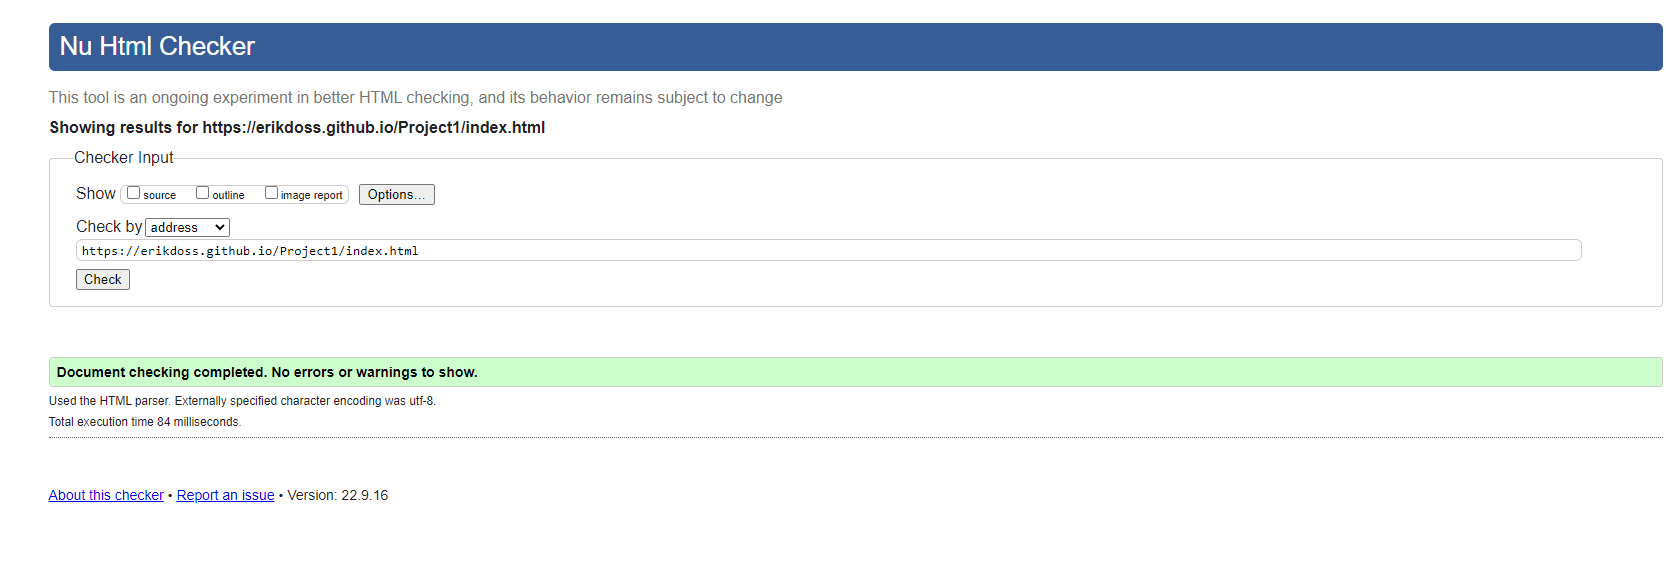 Nu Html Checker
This tool is an ongoing experiment in better HTML checking, and its behavior remains subject to change
Showing results for https://erikdoss.github.io/Project1/index.html
Checker Input
Show source outline image report Options...
Check by address
https://erikdoss.github.io/Project1/index.html
Check
Document checking completed. No errors or warnings to show.
Used the HTML parser. Externally specified character encoding was utf-8.
Total execution time 84 milliseconds.
About this checker • Report an issue • Version: 22.9.16